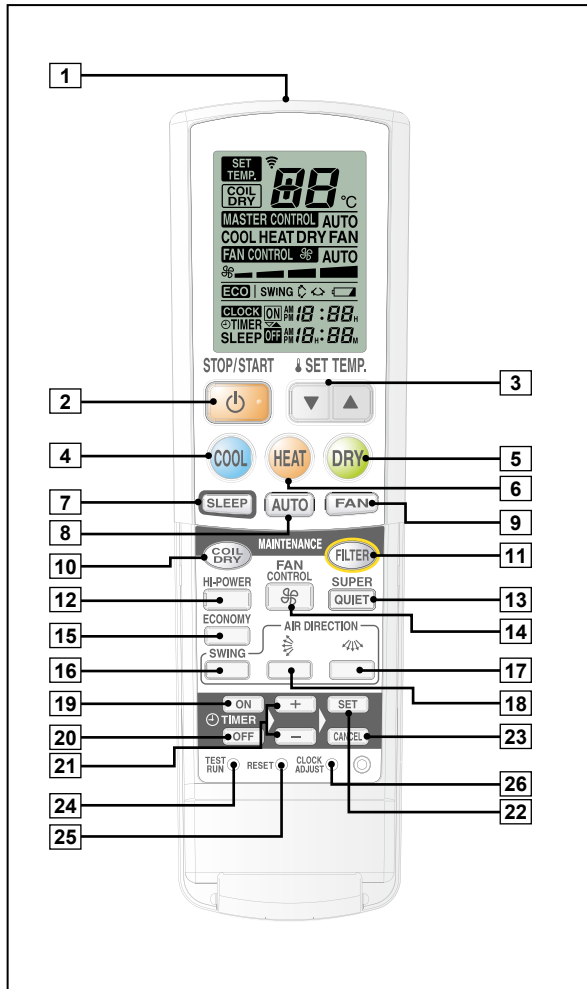 1
SET TEMP.
88 °C
COIL DRY
MASTER CONTROL AUTO
COOL HEAT DRY FAN
FAN CONTROL AUTO
ECO SWING
CLOCK ON AM PM 18:88 H
TIMER
SLEEP OFF AM PM 18 H 88 M
STOP/START SET TEMP.
3
2
4 COOL HEAT DRY 5
6
7 SLEEP AUTO FAN
8 9
MAINTENANCE
10 COIL DRY FILTER 11
HI-POWER FAN CONTROL SUPER
12 QUIET 13
ECONOMY 14
15 AIR DIRECTION
SWING
16 17
18
19 ON + SET
TIMER
20 OFF − CANCEL 23
21
TEST RUN RESET CLOCK ADJUST
24 26
22
25